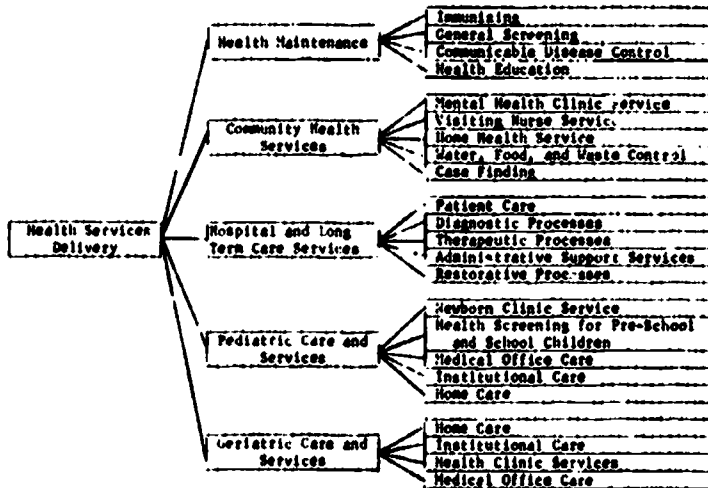 Health Services
Delivery
Health Maintenance
Immunizing
General Screening
Communicable Disease Control
Health Education
Community Health
Services
Mental Health Clinic Service
Visiting Nurse Service
Home Health Service
Water, Food, and Waste Control
Case Finding
Hospital and Long
Term Care Services
Patient Care
Diagnostic Processes
Therapeutic Processes
Administrative Support Services
Restorative Processes
Pediatric Care and
Services
Newborn Clinic Service
Health Screening for Pre-School
and School Children
Medical Office Care
Institutional Care
Home Care
Geriatric Care and
Services
Home Care
Institutional Care
Health Clinic Services
Medical Office Care